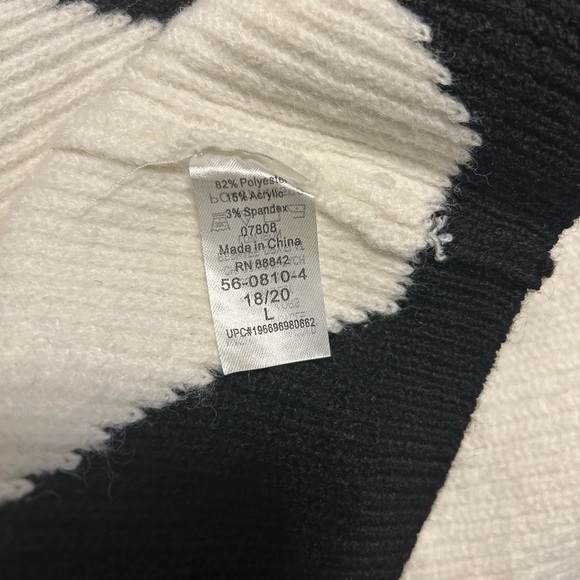 82% Polyester
15% Acrylic
3% Spandex
07808
Made in China
RN 88842
56-0810-4
18/20
L
UPC#196696980662